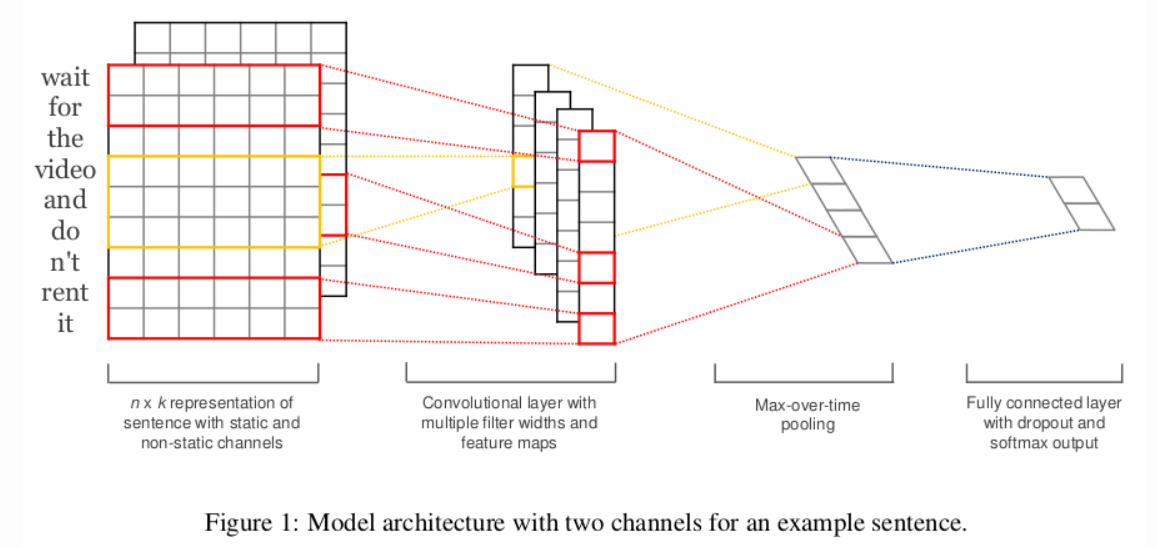 wait
for
the
video
and
do
n't
rent
it
n x k representation of
sentence with static and
non-static channels
Convolutional layer with
multiple filter widths and
feature maps
Max-over-time
pooling
Fully connected layer
with dropout and
softmax output
Figure 1: Model architecture with two channels for an example sentence.